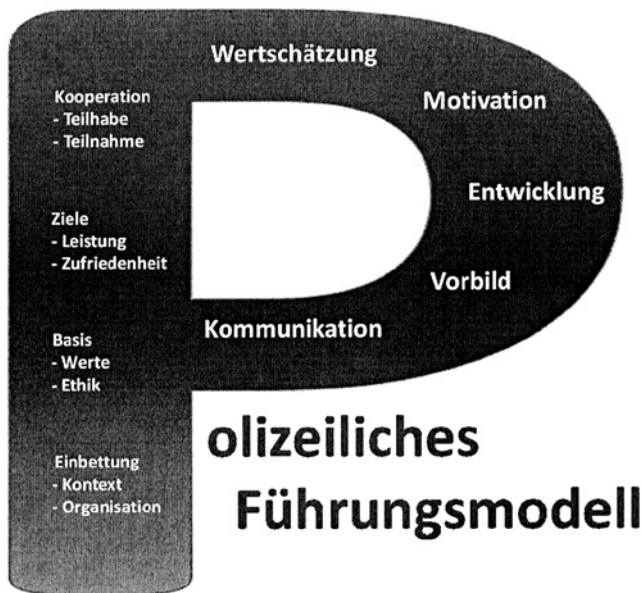 Wertschätzung
Motivation
Entwicklung
Vorbild
Kommunikation
Kooperation
- Teilhabe
- Teilnahme
Ziele
- Leistung
- Zufriedenheit
Basis
- Werte
- Ethik
Einbettung
- Kontext
- Organisation
P
olizeiliches
Führungsmodell